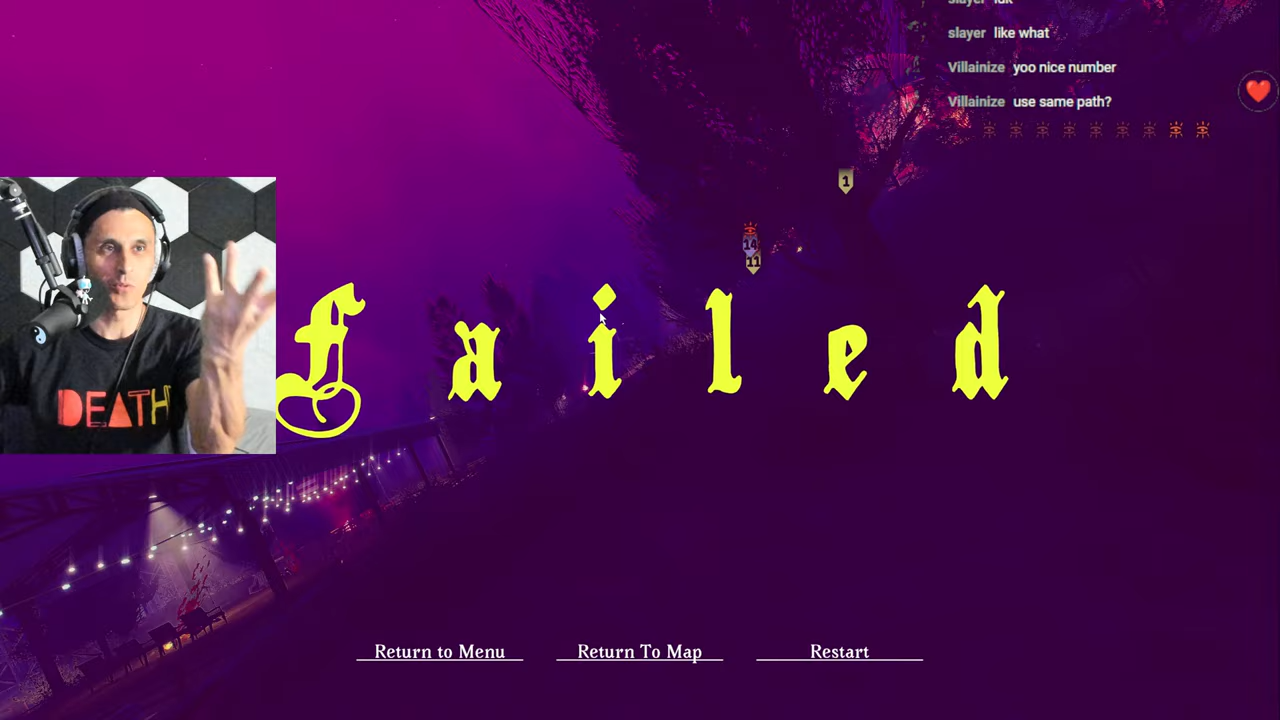 slayer like what
Villainize yoo nice number
Villainize use same path?
1
14
11
Failed
DEATH
Return to Menu
Return To Map
Restart